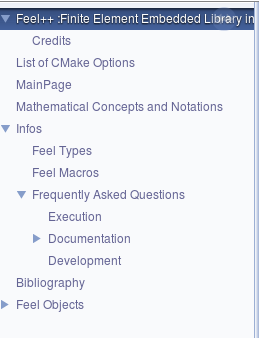 Feel++ :Finite Element Embedded Library in
Credits
List of CMake Options
MainPage
Mathematical Concepts and Notations
Infos
Feel Types
Feel Macros
Frequently Asked Questions
Execution
Documentation
Development
Bibliography
Feel Objects